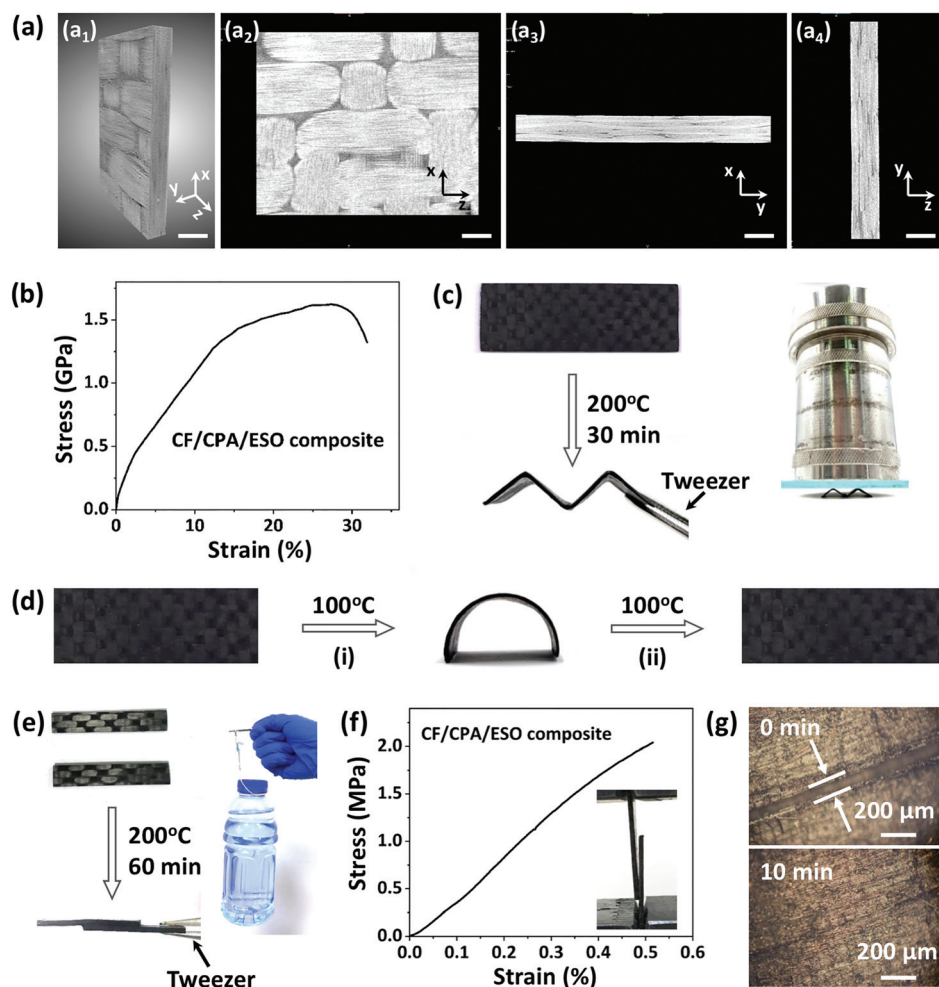 (a)
(a₁)
y
x
z
(a₂)
x
z
(a₃)
x
y
(a₄)
y
z
(b)
Stress (GPa)
1.5
1.0
0.5
0.0
CF/CPA/ESO composite
0
10
20
30
Strain (%)
(c)
200°C
30 min
Tweezer
(d)
100°C
(i)
100°C
(ii)
(e)
200°C
60 min
Tweezer
(f)
Stress (MPa)
2.0
1.5
1.0
0.5
0.0
CF/CPA/ESO composite
0.0
0.1
0.2
0.3
0.4
0.5
0.6
Strain (%)
(g)
0 min
200 μm
10 min
200 μm